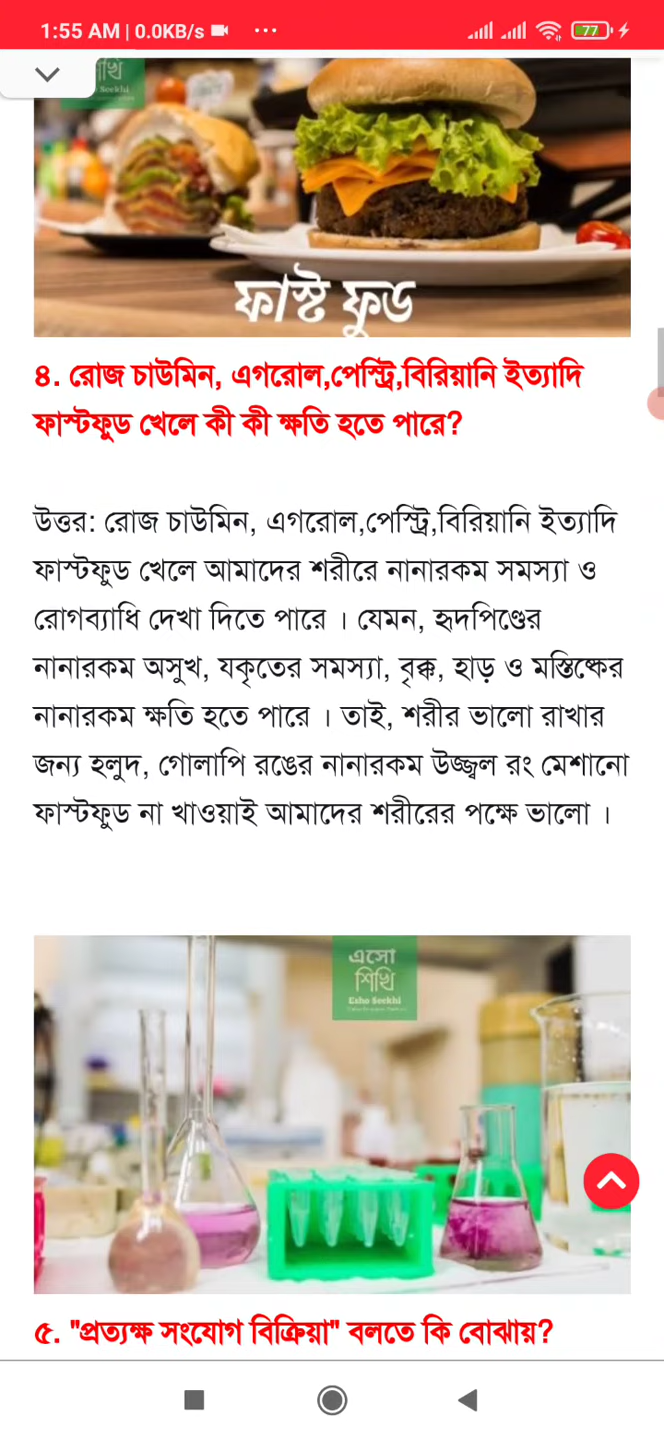 1:55 AM | 0.0KB/s ...
77
শিখি
Seekhi
ফাস্ট ফুড
৪. রোজ চাউমিন, এগরোল,পেস্ট্রি,বিরিয়ানি ইত্যাদি
ফাস্টফুড খেলে কী কী ক্ষতি হতে পারে?
উত্তর: রোজ চাউমিন, এগরোল,পেস্ট্রি,বিরিয়ানি ইত্যাদি
ফাস্টফুড খেলে আমাদের শরীরে নানারকম সমস্যা ও
রোগব্যাধি দেখা দিতে পারে । যেমন, হৃদপিণ্ডের
নানারকম অসুখ, যকৃতের সমস্যা, বৃক্ক, হাড় ও মস্তিষ্কের
নানারকম ক্ষতি হতে পারে । তাই, শরীর ভালো রাখার
জন্য হলুদ, গোলাপি রঙের নানারকম উজ্জ্বল রং মেশানো
ফাস্টফুড না খাওয়াই আমাদের শরীরের পক্ষে ভালো ।
এসো
শিখি
Esho Seekhi
৫. "প্রত্যক্ষ সংযোগ বিক্রিয়া" বলতে কি বোঝায়?